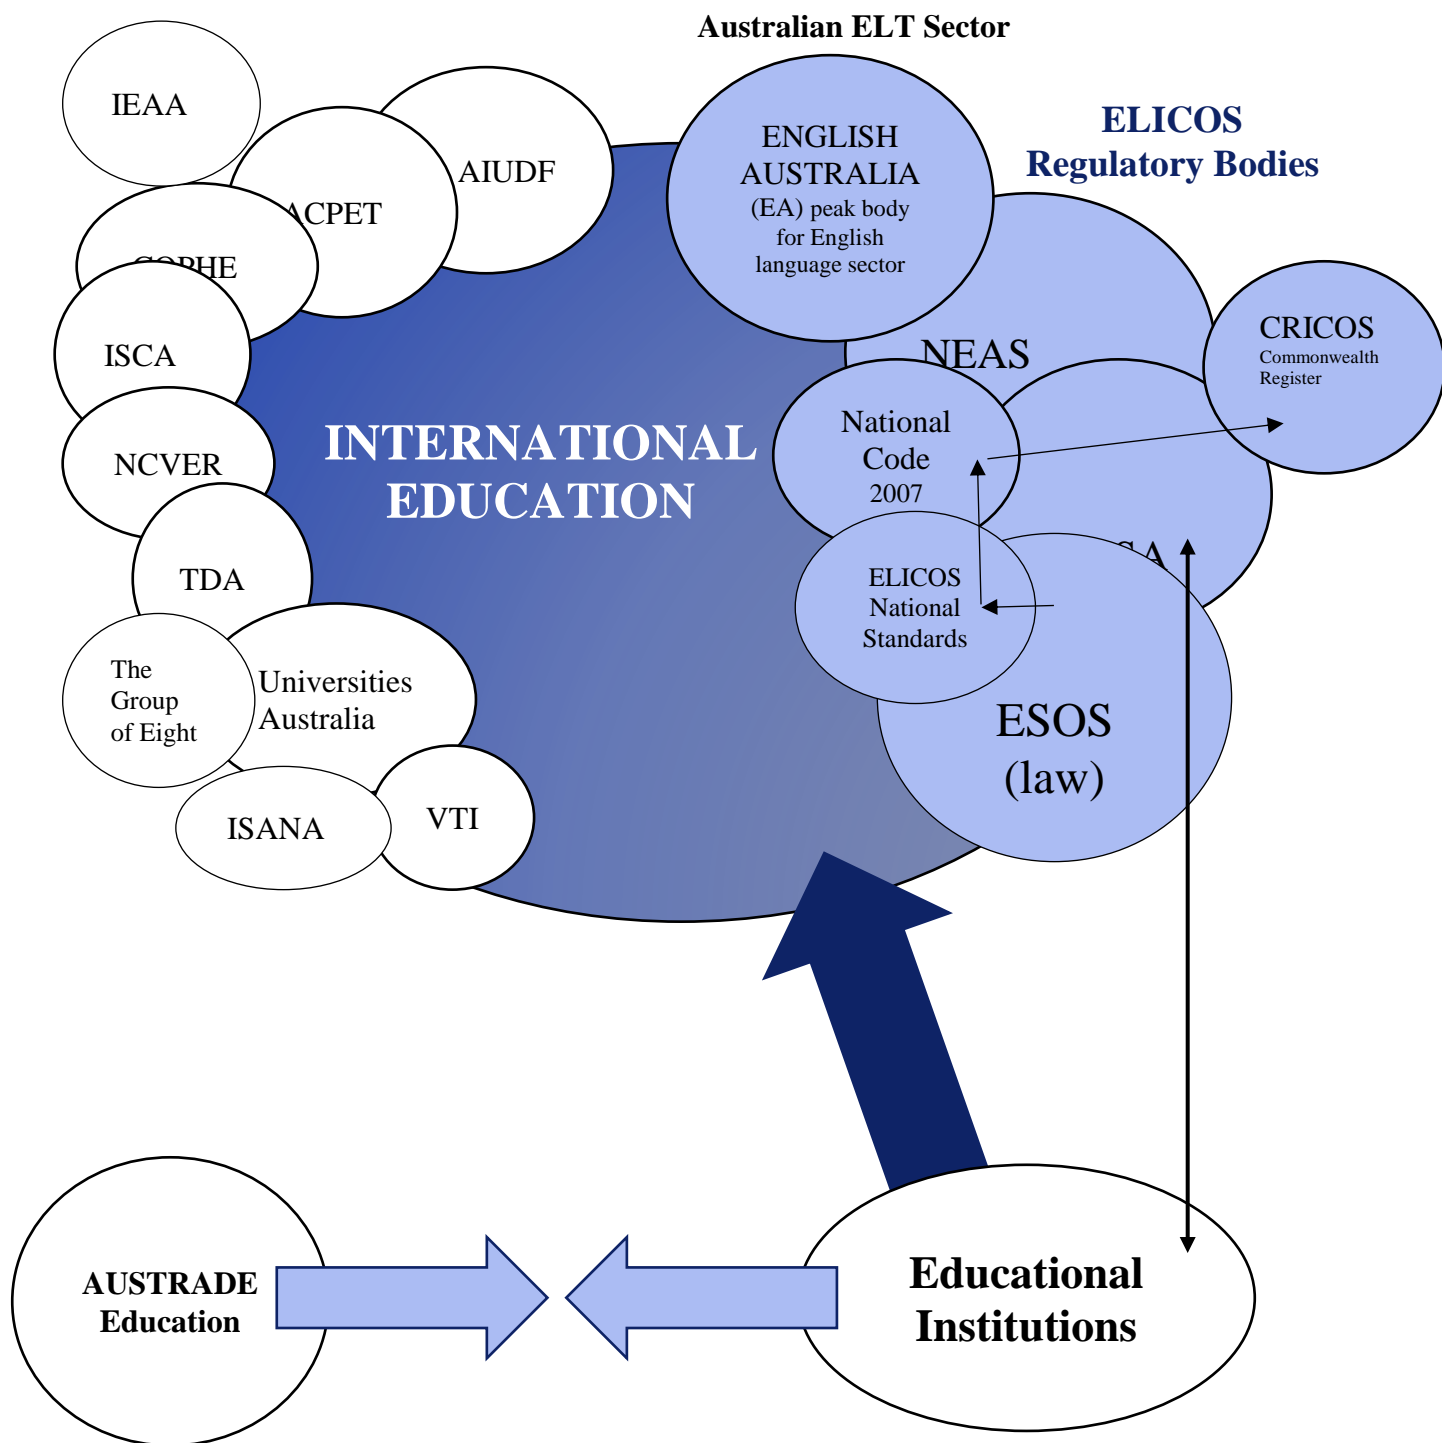 Australian ELT Sector
IEAA
ACPET
AIUDF
ENGLISH
AUSTRALIA
(EA) peak body
for English
language sector
ELICOS
Regulatory Bodies
ISCA
NEAS
CRICOS
Commonwealth
Register
INTERNATIONAL
EDUCATION
National
Code
2007
NCVER
TDA
ELICOS
National
Standards
The
Group
of Eight
Universities
Australia
ESOS
(law)
ISANA
VTI
AUSTRADE
Education
Educational
Institutions